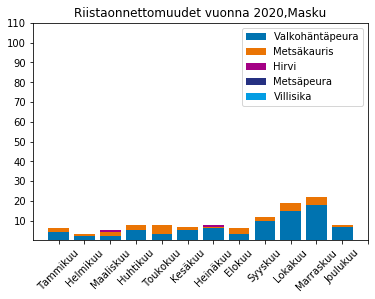 Riistaonnettomuudet vuonna 2020,Masku
110
100
90
80
70
60
50
40
30
20
10
Valkohäntäpeura
Metsäkauris
Hirvi
Metsäpeura
Villisika
Tammikuu
Helmikuu
Maaliskuu
Huhtikuu
Toukokuu
Kesäkuu
Heinäkuu
Elokuu
Syyskuu
Lokakuu
Marraskuu
Joulukuu